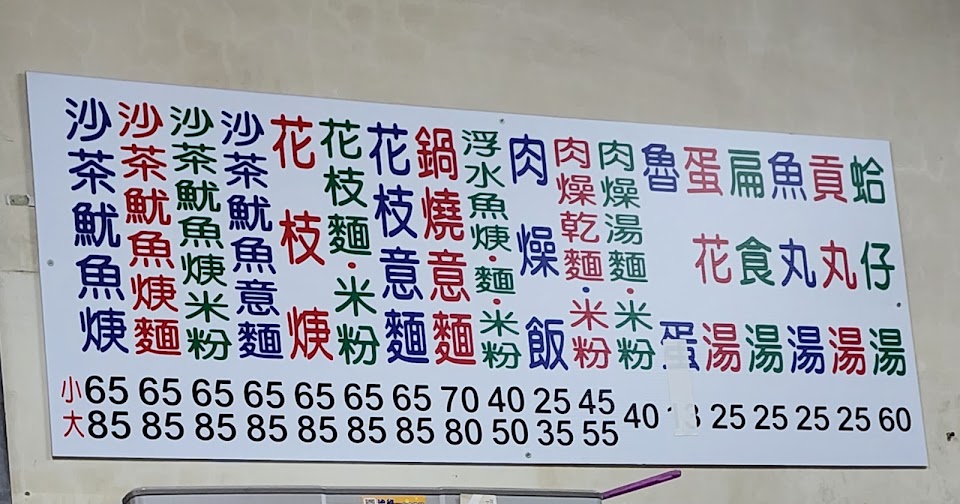 沙茶魷魚焿
沙茶魷魚焿麵
沙茶魷魚焿米粉
沙茶魷魚意麵
花枝焿
花枝麵·米粉
花枝意麵
鍋燒意麵
浮水魚焿·麵·米粉
肉燥飯
肉燥乾麵·米粉
肉燥湯麵·米粉
魯蛋
蛋花湯
扁食湯
魚丸湯
貢丸湯
蛤仔湯
小 65 65 65 65 65 65 65 70 40 25 45
大 85 85 85 85 85 85 85 80 50 35 55
40 25 25 25 25 60